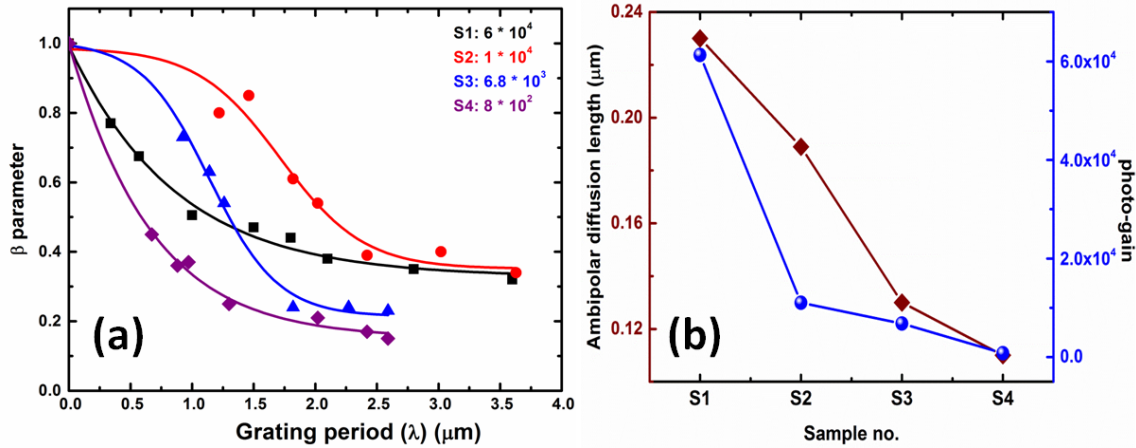 S1: 6 * 10⁴
S2: 1 * 10⁴
S3: 6.8 * 10³
S4: 8 * 10²
1.0
0.8
0.6
0.4
0.2
0.0
β parameter
(a)
0.0 0.5 1.0 1.5 2.0 2.5 3.0 3.5 4.0
Grating period (λ) (μm)
0.24
0.20
0.16
0.12
Ambipolar diffusion length (μm)
(b)
6.0x10⁴
4.0x10⁴
2.0x10⁴
0.0
photo-gain
S1 S2 S3 S4
Sample no.